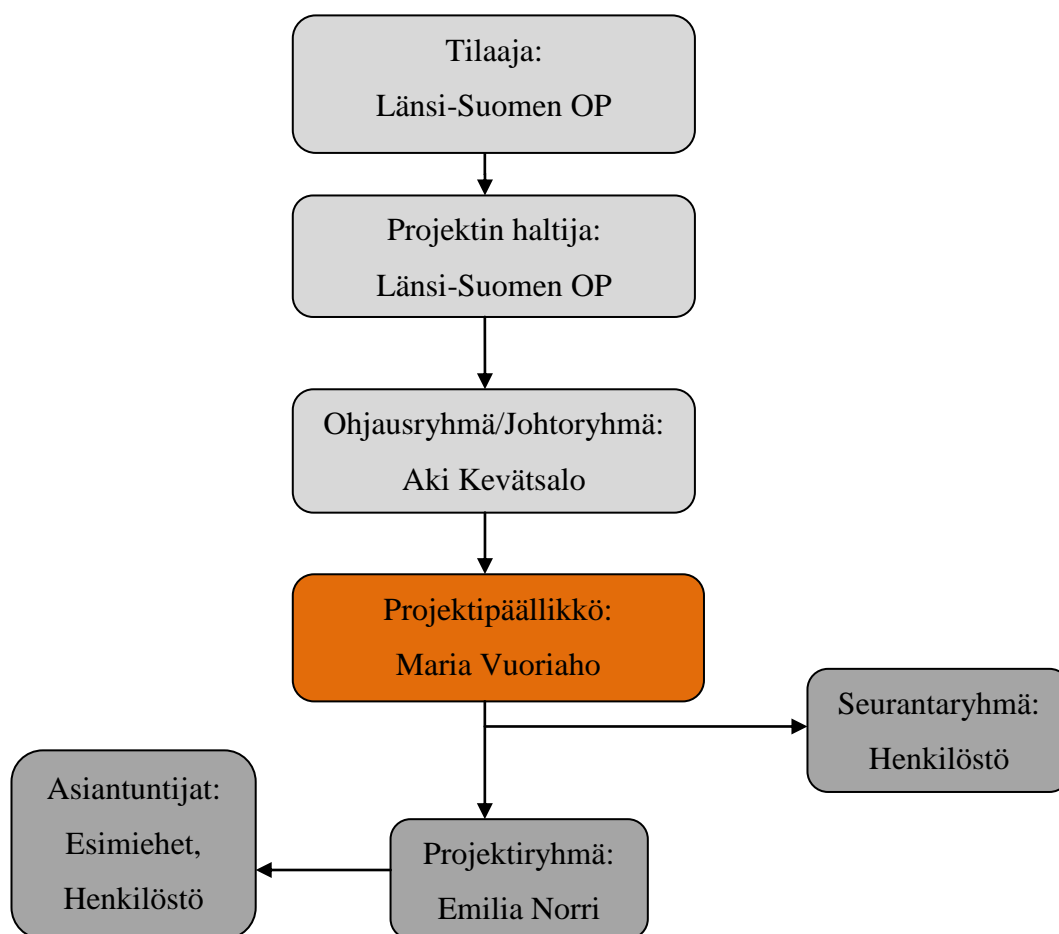 Tilaaja:
Länsi-Suomen OP
Projektin haltija:
Länsi-Suomen OP
Ohjausryhmä/Johtoryhmä:
Aki Kevätsalo
Projektipäällikkö:
Maria Vuoriaho
Seurantaryhmä:
Henkilöstö
Asiantuntijat:
Esimiehet,
Henkilöstö
Projektiryhmä:
Emilia Norri